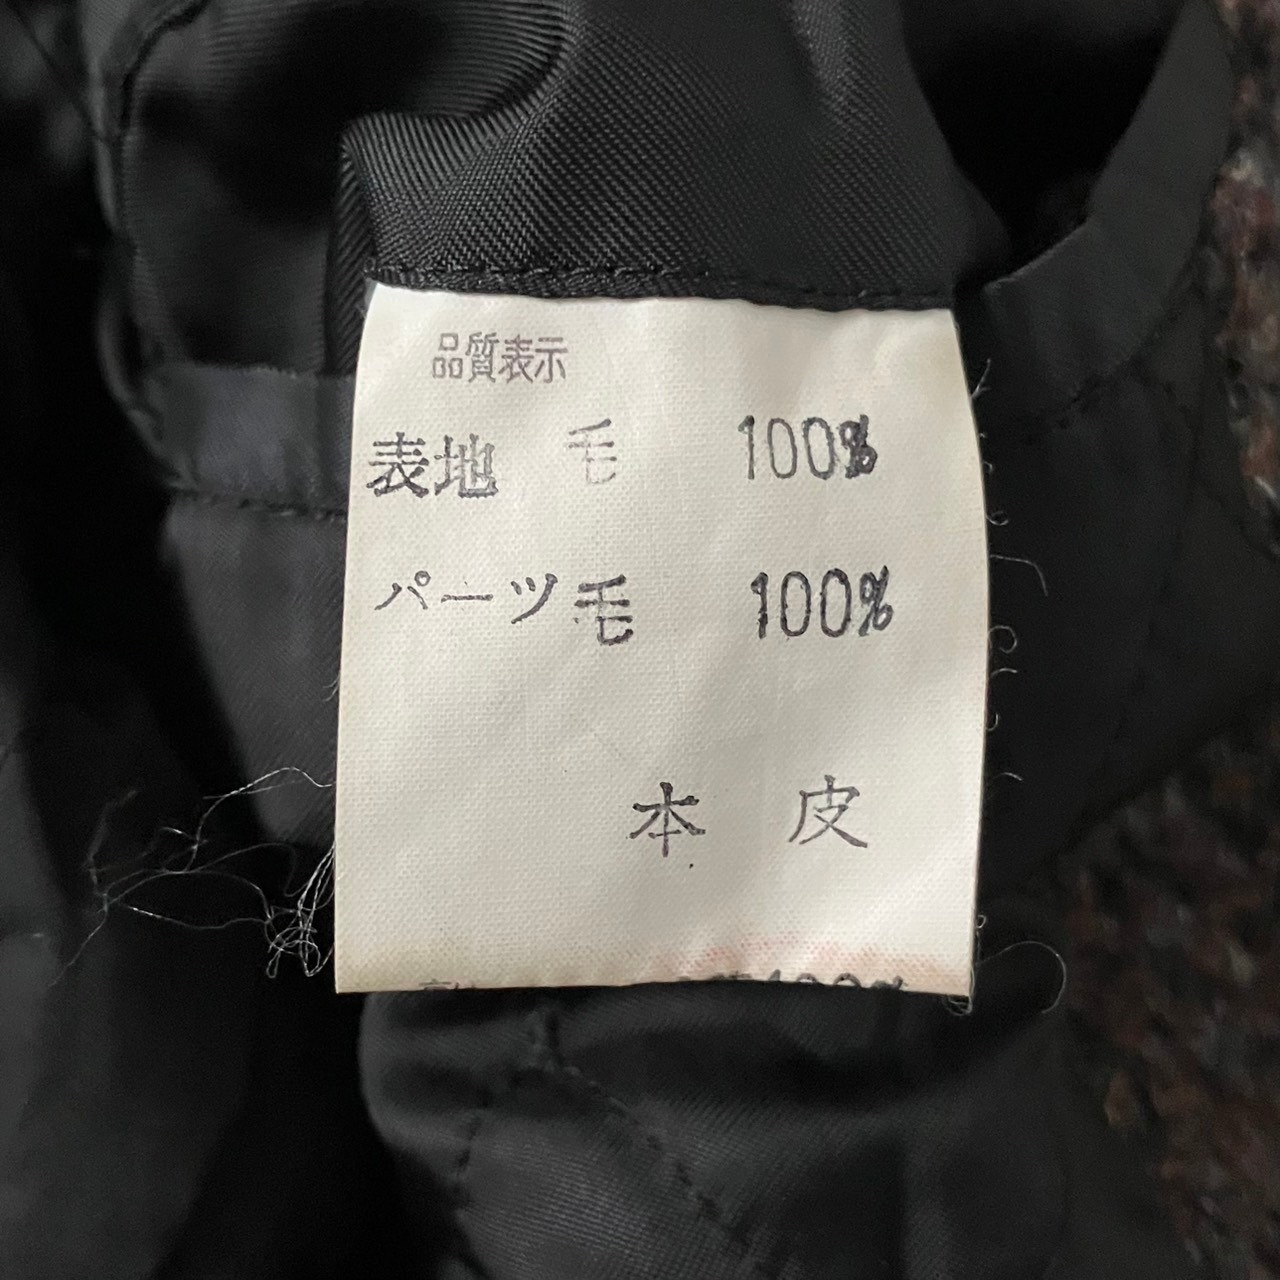 品質表示
表地 毛 100%
パーツ毛 100%
本 皮